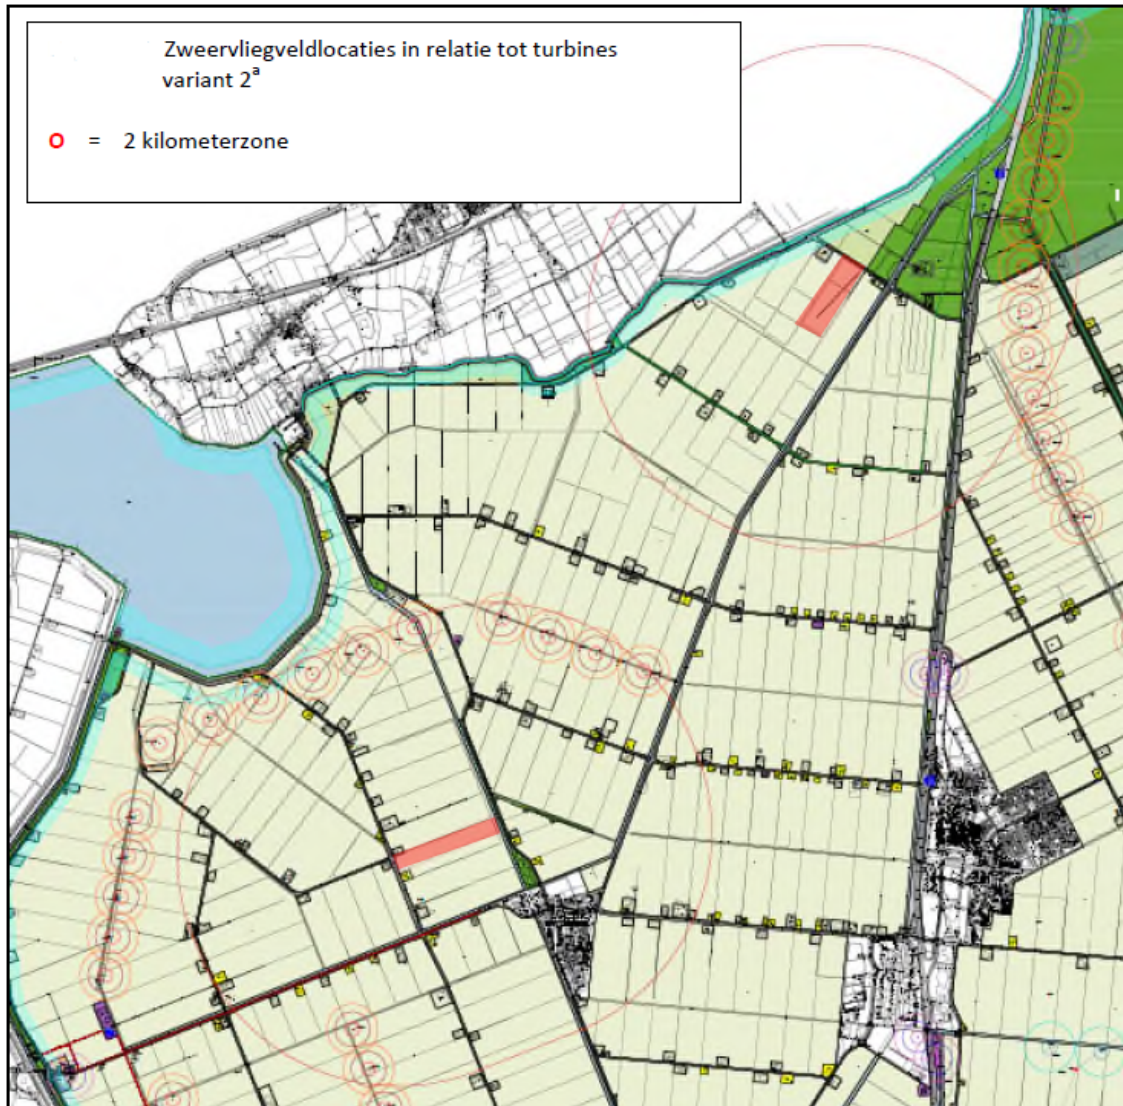 Zweervliegveldlocaties in relatie tot turbines
variant 2ª
O = 2 kilometerzone